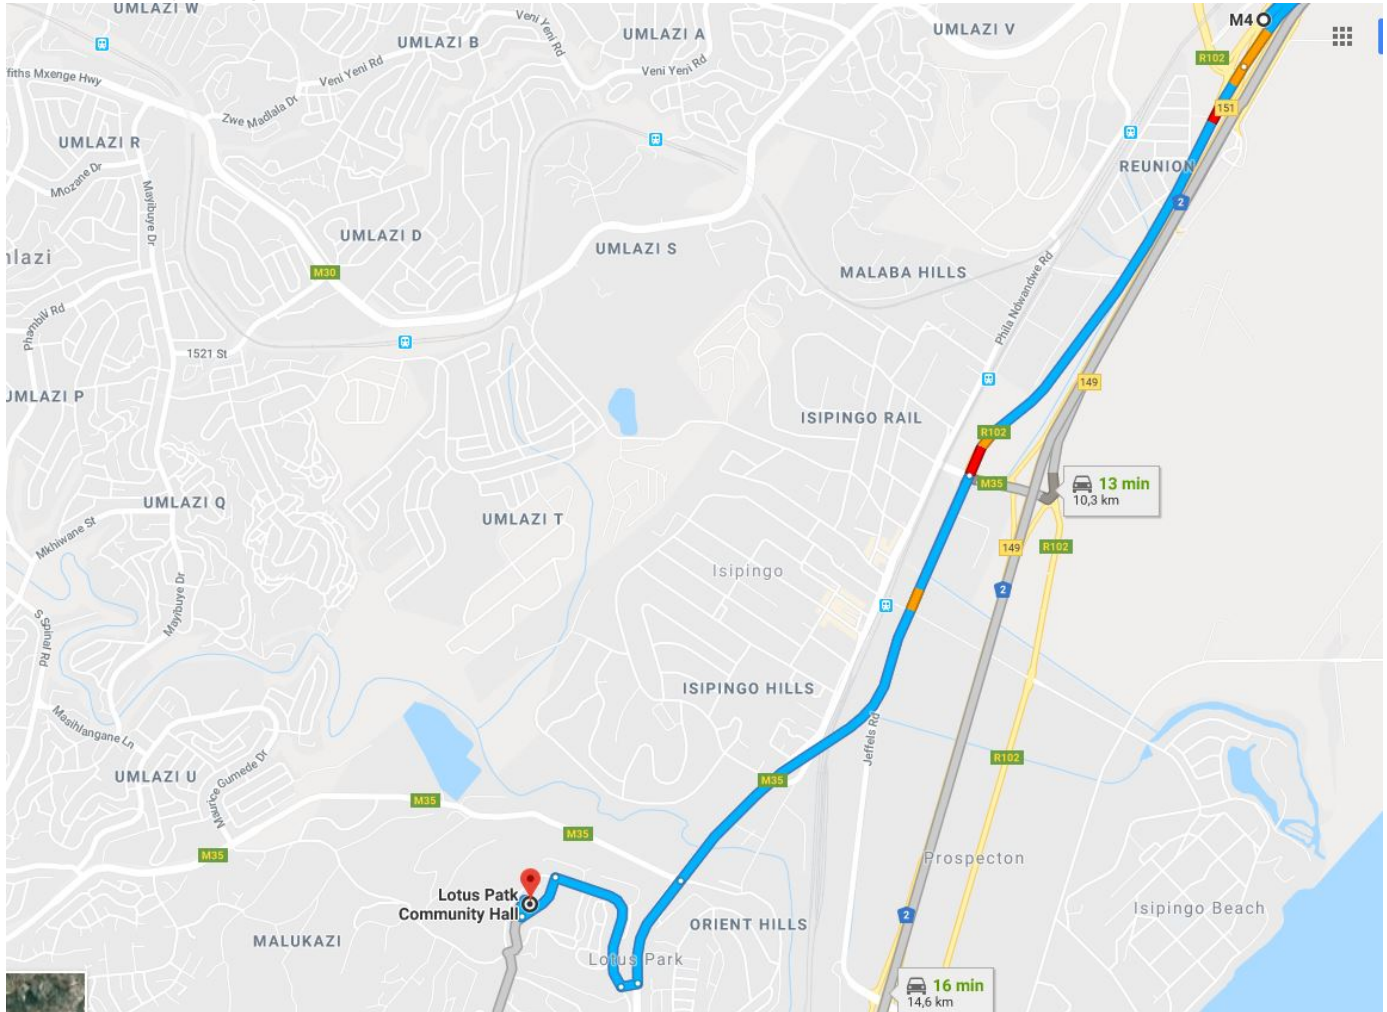 UMLAZI W
M4
UMLAZI B
Veni Yeni Rd
UMLAZI A
UMLAZI V
R102
Veni Yeni Rd
Veni Yeni Rd
fiths Mxenge Hwy
Zwe Madlala Dr
151
UMLAZI R
REUNION
Mlozane Dr
Mayibuye Dr
2
UMLAZI D
UMLAZI S
mlazi
M30
MALABA HILLS
Phila Ndwandwe Rd
Phambili Rd
1521 St
149
UMLAZI P
ISIPINGO RAIL
R102
M35
13 min
10,3 km
UMLAZI Q
UMLAZI T
Mkhiwane St
149
R102
Isipingo
2
Mayibuye Dr
S Spinal Rd
ISIPINGO HILLS
Masihlangane Ln
Jeffels Rd
R102
UMLAZI U
Maurice Gumede Dr
M35
M35
M35
M35
Prospecton
Lotus Patk
Community Hall
2
Isipingo Beach
ORIENT HILLS
MALUKAZI
Lotus Park
16 min
14,6 km